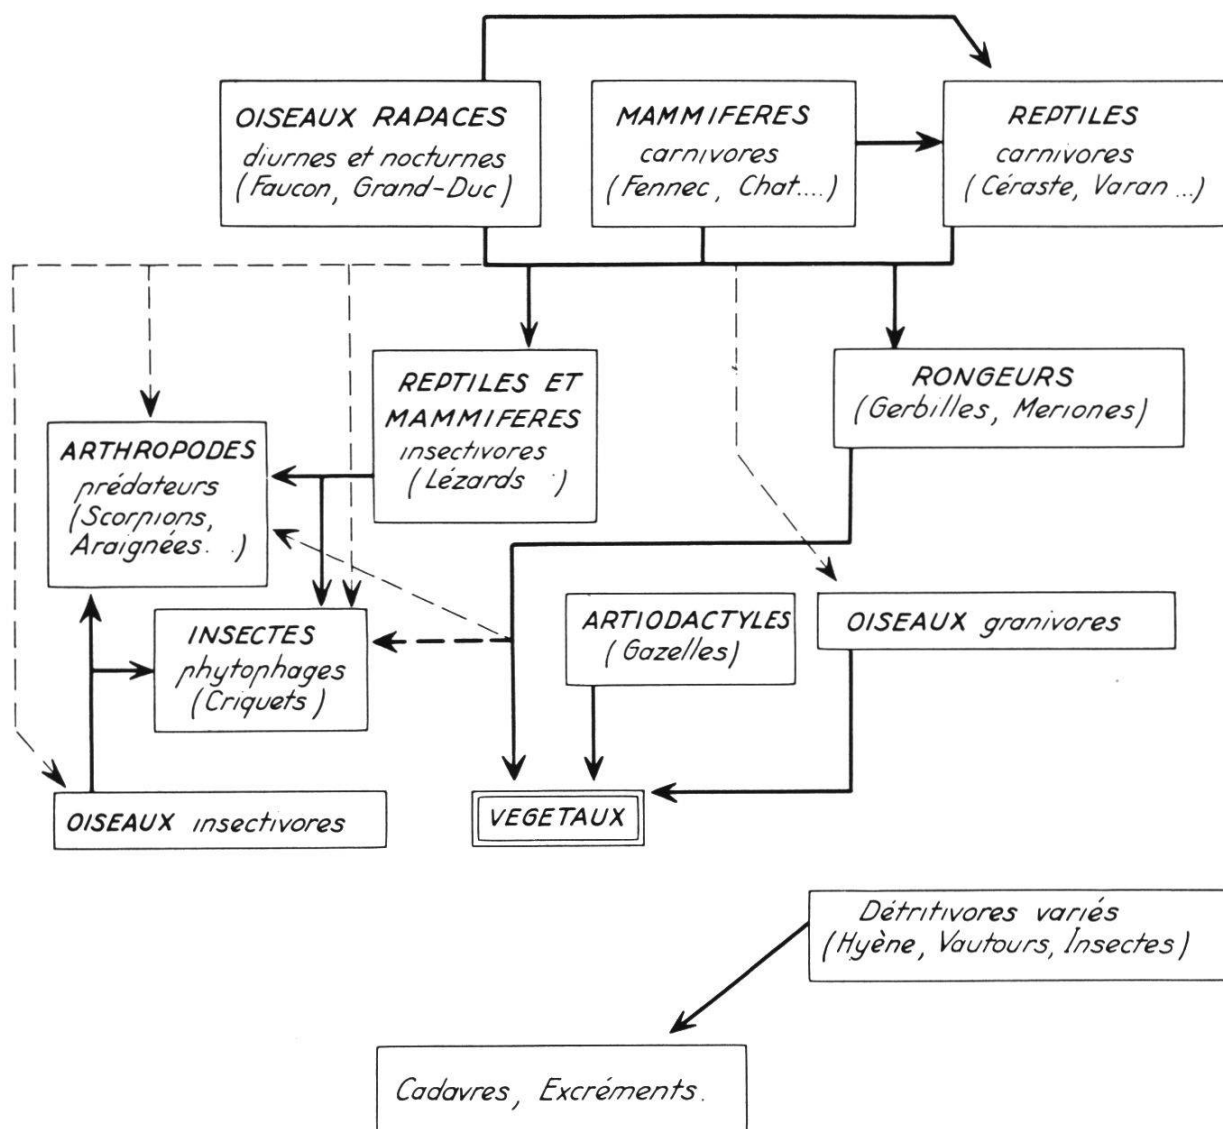 OISEAUX RAPACES
diurnes et nocturnes
(Faucon, Grand-Duc)
MAMMIFERES
carnivores
(Fennec, Chat....)
REPTILES
carnivores
(Céraste, Varan ...)
REPTILES ET
MAMMIFERES
insectivores
(Lézards )
RONGEURS
(Gerbilles, Meriones)
ARTHROPODES
prédateurs
(Scorpions,
Araignées. .)
INSECTES
phytophages
(Criquets)
ARTIODACTYLES
(Gazelles)
OISEAUX granivores
OISEAUX insectivores
VEGETAUX
Détritivores variés
(Hyène, Vautours, Insectes)
Cadavres, Excréments.